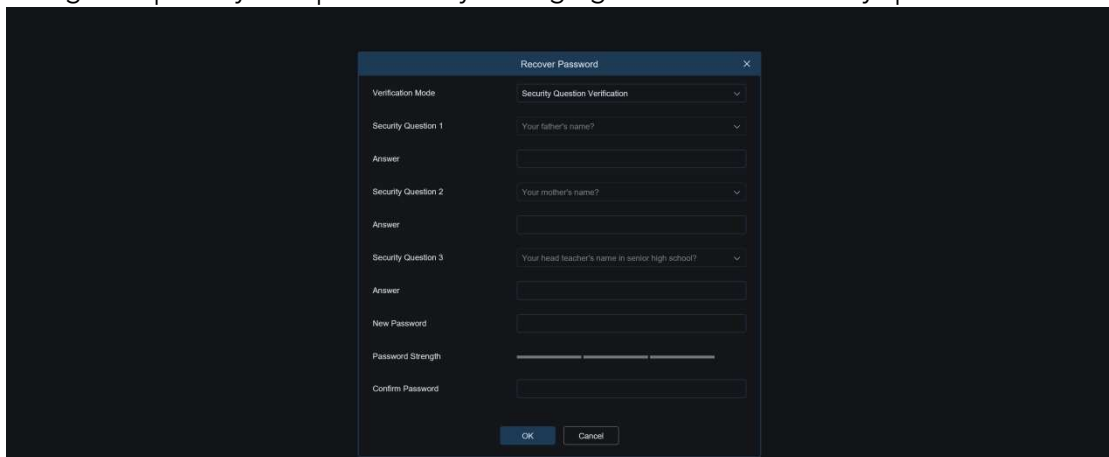 Recover Password ×
Verification Mode Security Question Verification
Security Question 1 Your father's name?
Answer
Security Question 2 Your mother's name?
Answer
Security Question 3 Your head teacher's name in senior high school?
Answer
New Password
Password Strength
Confirm Password
OK Cancel